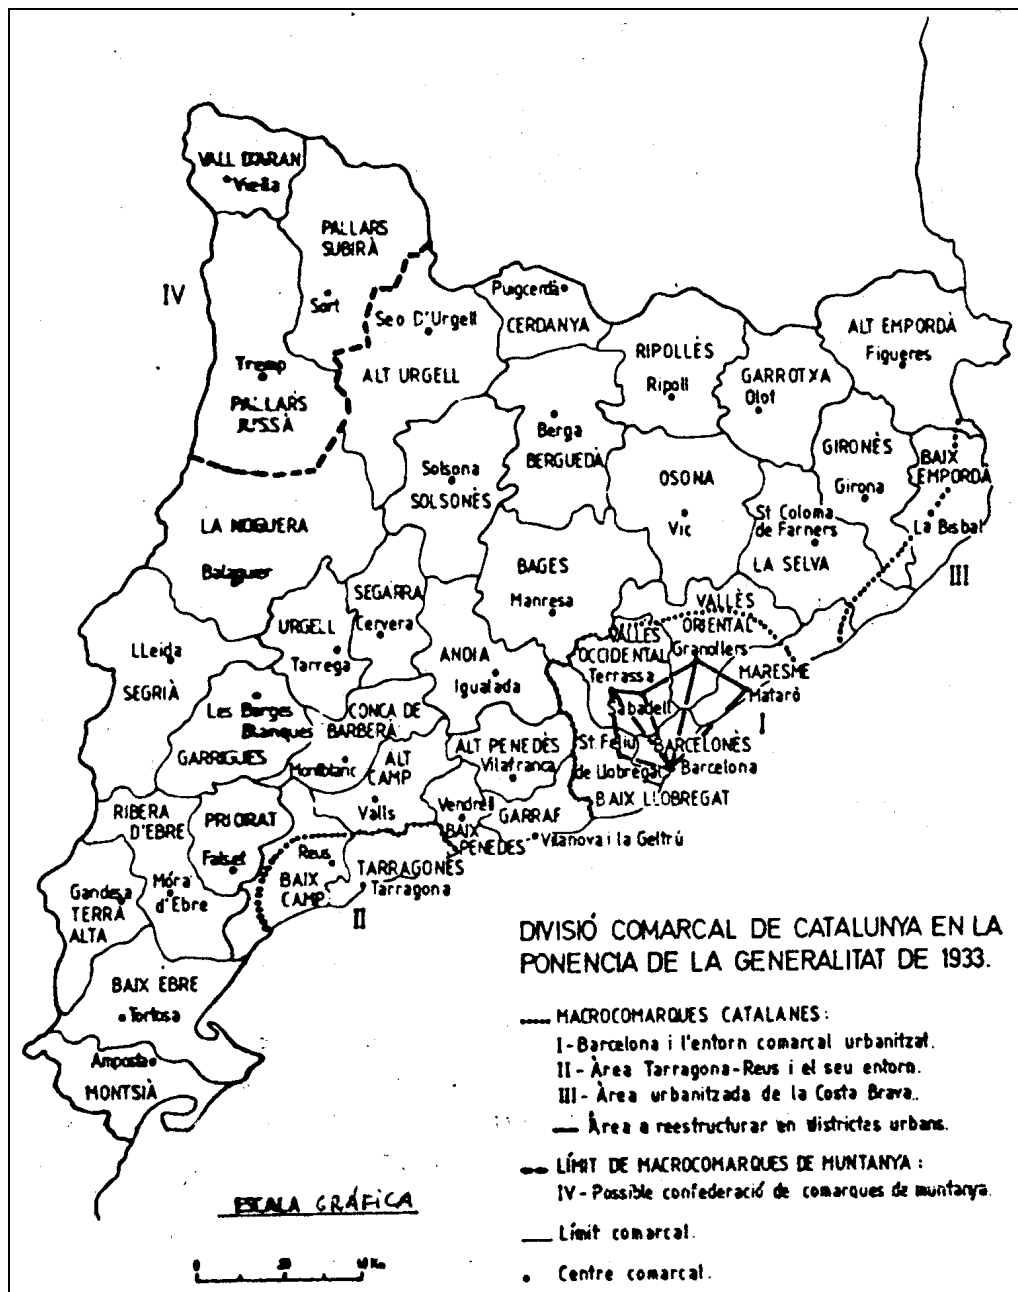 VALL D'ARAN
Viella
PALLARS
SUBIRÀ
IV
Sort
Seo D'Urgell
Puigcerdà
CERDANYA
ALT EMPORDÀ
Figueres
RIPOLLÈS
Ripoll
GARROTXA
Olot
Tremp
PALLARS
JUSSÀ
ALT URGELL
Berga
BERGUEDÀ
GIRONÈS
Girona
BAIX
EMPORDÀ
La Bisbal
Solsona
SOLSONÈS
OSONA
Vic
St Coloma
de Farners
LA SELVA
III
LA NOGUERA
Balaguer
BAGES
Manresa
SEGARRA
Cervera
URGELL
Tarrega
VALLÈS
ORIENTAL
Granollers
VALLÈS
OCCIDENTAL
Terrassa
Sabadell
MARESME
Mataró
I
LLeida
SEGRIÀ
ANOIA
Igualada
Les Borges
Blanques
GARRIGUES
CONCA DE
BARBERÀ
Montblanc
ALT
CAMP
Valls
ALT PENEDÈS
Vilafranca
St. Feliu
de Llobregat
BARCELONÈS
Barcelona
BAIX LLOBREGAT
RIBERA
D'EBRE
PRIORAT
Falset
Vendrell
BAIX
PENEDES
GARRAF
Vilanova i la Geltrú
Reus
BAIX
CAMP
TARRAGONÈS
Tarragona
II
Gandesa
TERRA
ALTA
Móra
d'Ebre
BAIX EBRE
Tortosa
Amposta
MONTSIÀ
DIVISIÓ COMARCAL DE CATALUNYA EN LA
PONENCIA DE LA GENERALITAT DE 1933.
MACROCOMARQUES CATALANES:
I-Barcelona i l'entorn comarcal urbanitzat.
II- Àrea Tarragona-Reus i el seu entorn.
III- Àrea urbanitzada de la Costa Brava.
Àrea a reestructurar en districtes urbans.
LÍMIT DE MACROCOMARQUES DE MUNTANYA:
IV-Possible confederació de comarques de muntanya.
Límit comarcal.
Centre comarcal.
ESCALA GRÁFICA
0 20 40 Km